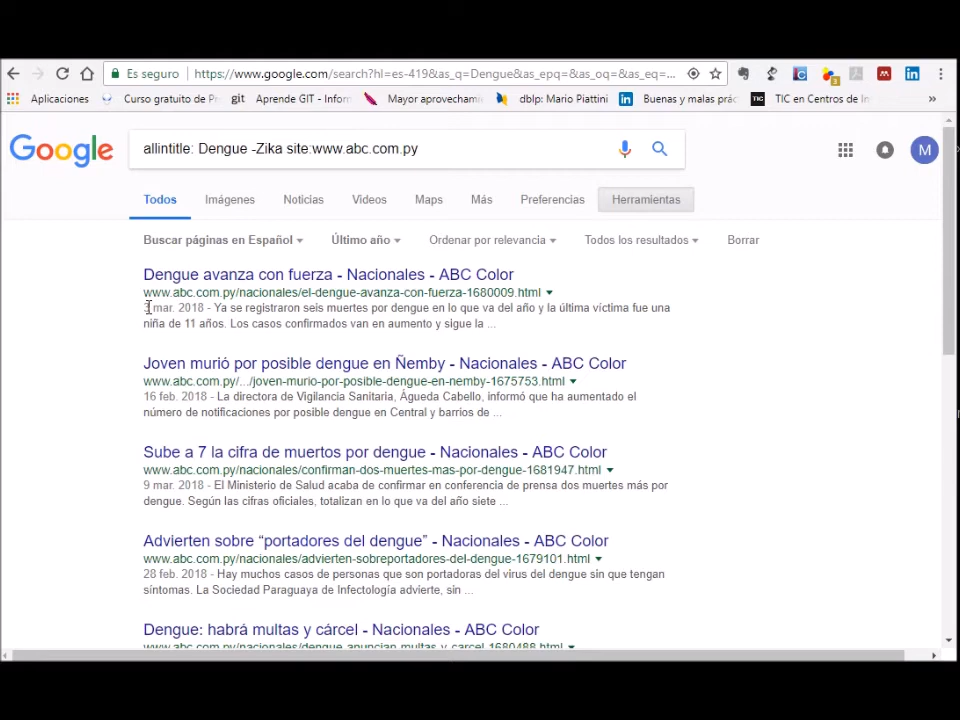 Es seguro https://www.google.com/search?hl=es-419&as_q=Dengue&as_epq=&as_oq=&as_eq=...
Aplicaciones Curso gratuito de Pr git Aprende GIT - Inforr Mayor aprovechami dblp: Mario Piattini Buenas y malas prác TIC TIC en Centros de In »
Google allintitle: Dengue -Zika site:www.abc.com.py M
Todos Imágenes Noticias Videos Maps Más Preferencias Herramientas
Buscar páginas en Español Último año Ordenar por relevancia Todos los resultados Borrar
Dengue avanza con fuerza - Nacionales - ABC Color
www.abc.com.py/nacionales/el-dengue-avanza-con-fuerza-1680009.html
mar. 2018 - Ya se registraron seis muertes por dengue en lo que va del año y la última víctima fue una
niña de 11 años. Los casos confirmados van en aumento y sigue la ...
Joven murió por posible dengue en Ñemby - Nacionales - ABC Color
www.abc.com.py/.../joven-murio-por-posible-dengue-en-nemby-1675753.html
16 feb. 2018 - La directora de Vigilancia Sanitaria, Águeda Cabello, informó que ha aumentado el
número de notificaciones por posible dengue en Central y barrios de ...
Sube a 7 la cifra de muertos por dengue - Nacionales - ABC Color
www.abc.com.py/nacionales/confirman-dos-muertes-mas-por-dengue-1681947.html
9 mar. 2018 - El Ministerio de Salud acaba de confirmar en conferencia de prensa dos muertes más por
dengue. Según las cifras oficiales, totalizan en lo que va del año siete ...
Advierten sobre “portadores del dengue” - Nacionales - ABC Color
www.abc.com.py/nacionales/advierten-sobreportadores-del-dengue-1679101.html
28 feb. 2018 - Hay muchos casos de personas que son portadoras del virus del dengue sin que tengan
síntomas. La Sociedad Paraguaya de Infectología advierte, sin ...
Dengue: habrá multas y cárcel - Nacionales - ABC Color
www.abc.com.py/nacionales/dengue-anuncian-multas-y-carcel-1680488.html